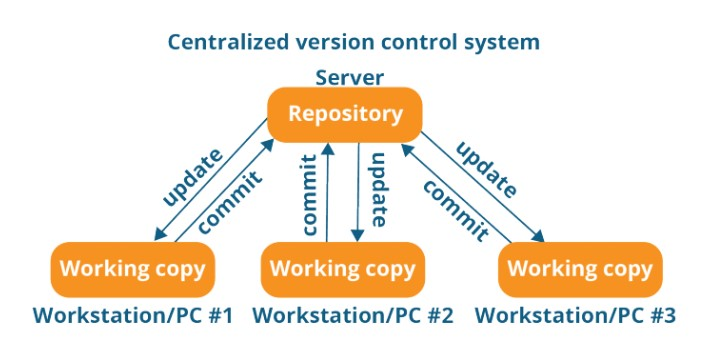 Centralized version control system
Server
Repository
update
commit
commit
update
update
commit
Working copy
Working copy
Working copy
Workstation/PC #1
Workstation/PC #2
Workstation/PC #3